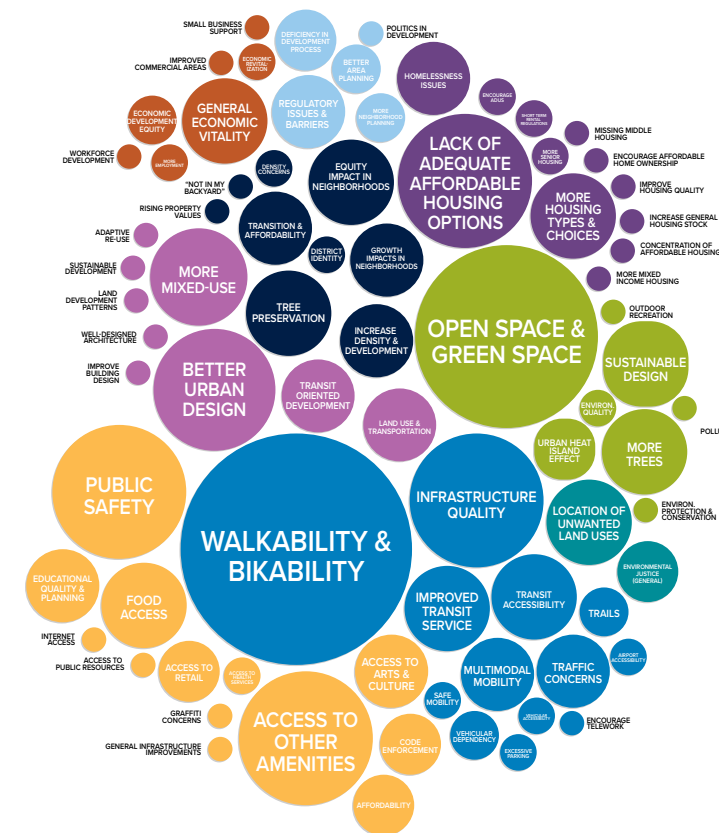 SMALL BUSINESS
SUPPORT
DEFICIENCY IN
DEVELOPMENT
PROCESS
POLITICS IN
DEVELOPMENT
IMPROVED
COMMERCIAL AREAS
ECONOMIC
REVITAL-
IZATION
BETTER
AREA
PLANNING
HOMELESSNESS
ISSUES
ENCOURAGE
ADUS
ECONOMIC
DEVELOPMENT
EQUITY
GENERAL
ECONOMIC
VITALITY
REGULATORY
ISSUES &
BARRIERS
MORE
NEIGHBORHOOD
PLANNING
SHORT TERM
RENTAL
REGULATIONS
MISSING MIDDLE
HOUSING
WORKFORCE
DEVELOPMENT
MORE
EMPLOYMENT
DENSITY
CONCERNS
EQUITY
IMPACT IN
NEIGHBORHOODS
LACK OF
ADEQUATE
AFFORDABLE
HOUSING
OPTIONS
MORE
SENIOR
HOUSING
ENCOURAGE AFFORDABLE
HOME OWNERSHIP
"NOT IN MY
BACKYARD"
IMPROVE
HOUSING QUALITY
RISING PROPERTY
VALUES
TRANSITION &
AFFORDABILITY
MORE
HOUSING
TYPES &
CHOICES
INCREASE GENERAL
HOUSING STOCK
ADAPTIVE
RE-USE
DISTRICT
IDENTITY
GROWTH
IMPACTS IN
NEIGHBORHOODS
CONCENTRATION OF
AFFORDABLE HOUSING
SUSTAINABLE
DEVELOPMENT
MORE
MIXED-USE
MORE MIXED
INCOME HOUSING
LAND
DEVELOPMENT
PATTERNS
TREE
PRESERVATION
OUTDOOR
RECREATION
WELL-DESIGNED
ARCHITECTURE
INCREASE
DENSITY &
DEVELOPMENT
OPEN SPACE &
GREEN SPACE
SUSTAINABLE
DESIGN
IMPROVE
BUILDING
DESIGN
BETTER
URBAN
DESIGN
TRANSIT
ORIENTED
DEVELOPMENT
LAND USE &
TRANSPORTATION
ENVIRON.
QUALITY
POLLU
URBAN HEAT
ISLAND
EFFECT
MORE
TREES
PUBLIC
SAFETY
INFRASTRUCTURE
QUALITY
LOCATION OF
UNWANTED
LAND USES
ENVIRON.
PROTECTION &
CONSERVATION
WALKABILITY &
BIKABILITY
ENVIRONMENTAL
JUSTICE
(GENERAL)
EDUCATIONAL
QUALITY &
PLANNING
FOOD
ACCESS
IMPROVED
TRANSIT
SERVICE
TRANSIT
ACCESSIBILITY
TRAILS
INTERNET
ACCESS
ACCESS TO
PUBLIC RESOURCES
ACCESS TO
RETAIL
ACCESS TO
HEALTH
SERVICES
ACCESS TO
ARTS &
CULTURE
MULTIMODAL
MOBILITY
TRAFFIC
CONCERNS
AIRPORT
ACCESSIBILITY
SAFE
MOBILITY
GRAFFITI
CONCERNS
ACCESS TO
OTHER
AMENITIES
VEHICULAR
ACCESSIBILITY
ENCOURAGE
TELEWORK
GENERAL INFRASTRUCTURE
IMPROVEMENTS
CODE
ENFORCEMENT
VEHICULAR
DEPENDENCY
EXCESSIVE
PARKING
AFFORDABILITY